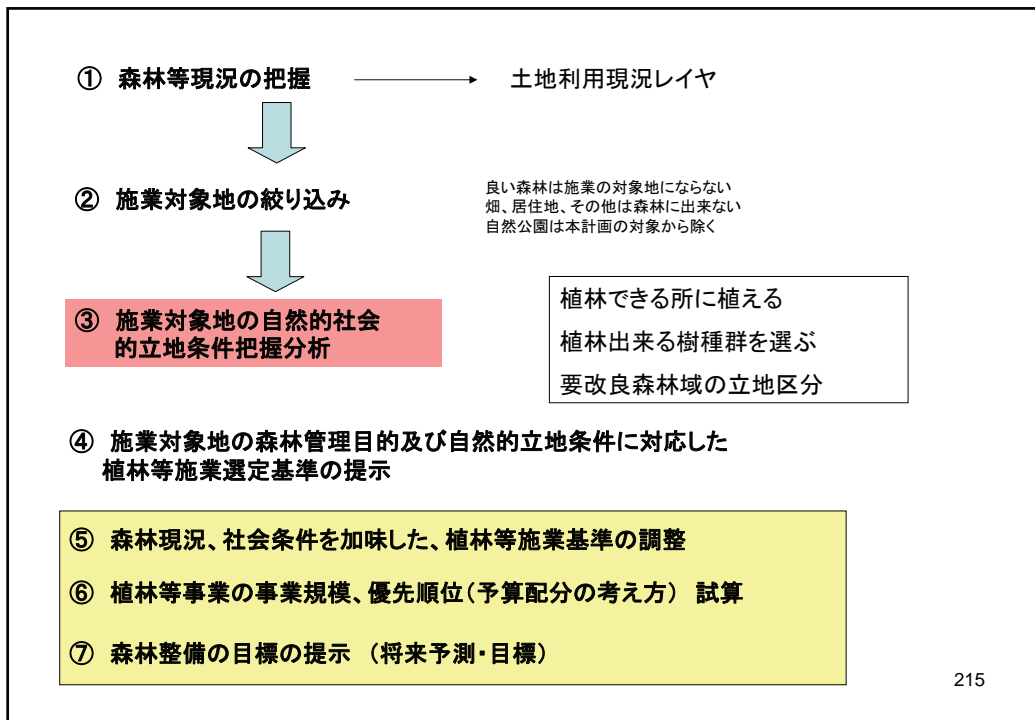 ① 森林等現況の把握
土地利用現況レイヤ
② 施業対象地の絞り込み
良い森林は施業の対象地にならない
畑、居住地、その他は森林に出来ない
自然公園は本計画の対象から除く
③ 施業対象地の自然的社会
的立地条件把握分析
植林できる所に植える
植林出来る樹種群を選ぶ
要改良森林域の立地区分
④ 施業対象地の森林管理目的及び自然的立地条件に対応した
植林等施業選定基準の提示
⑤ 森林現況、社会条件を加味した、植林等施業基準の調整
⑥ 植林等事業の事業規模、優先順位(予算配分の考え方) 試算
⑦ 森林整備の目標の提示 (将来予測・目標)
215